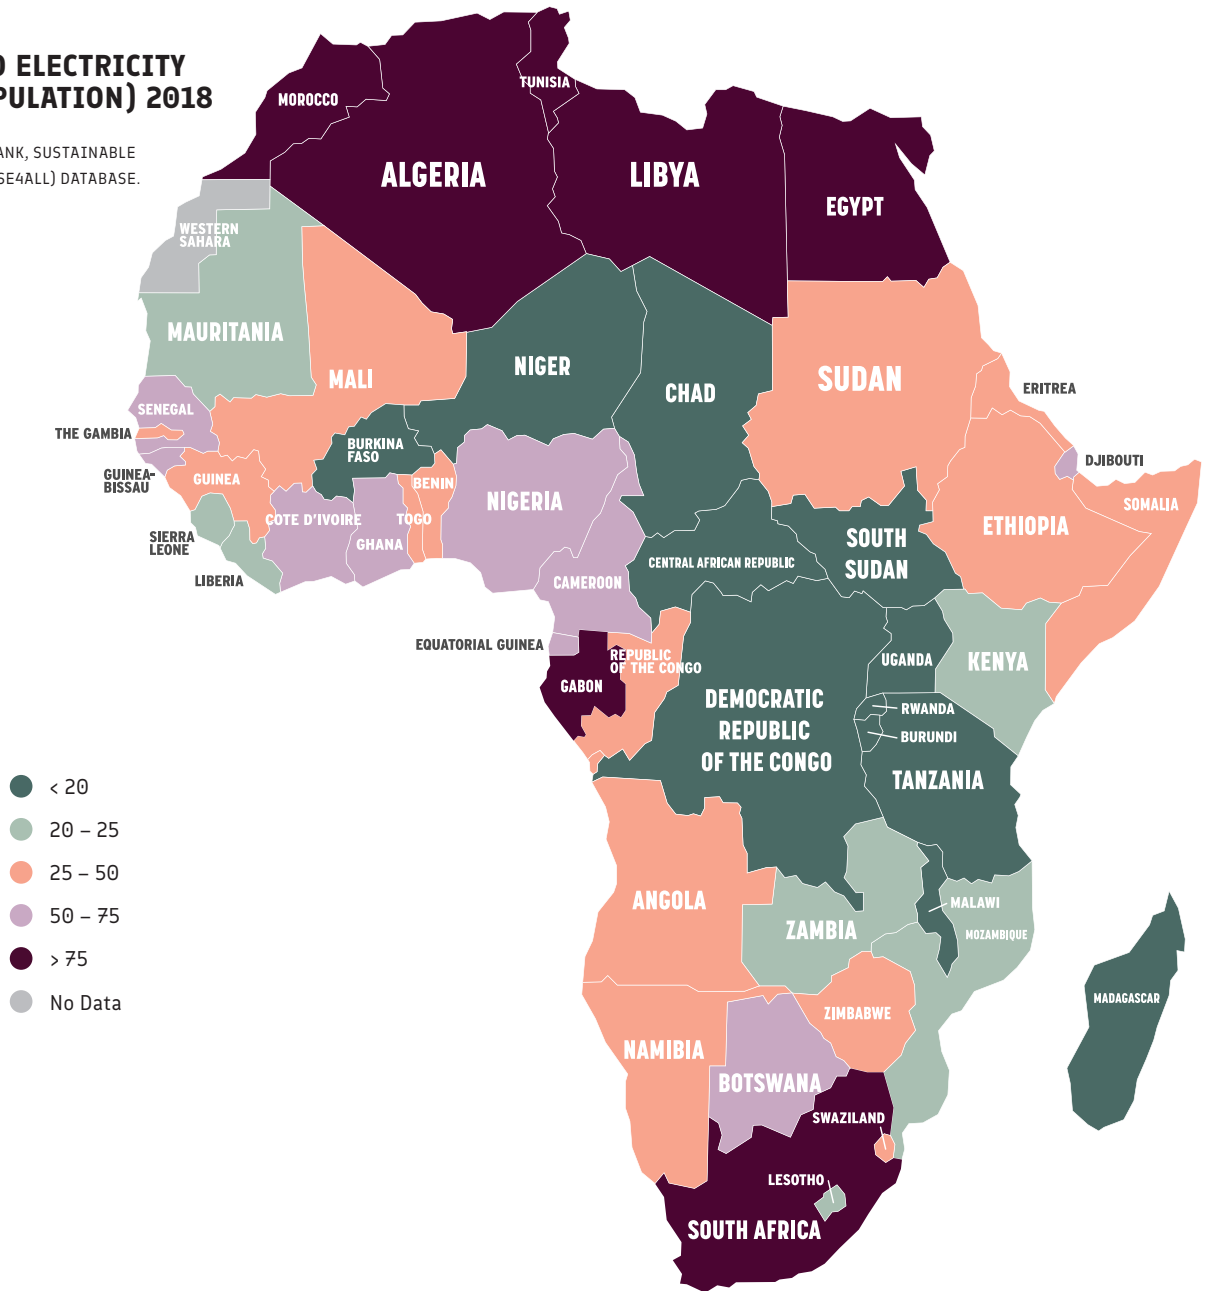 D ELECTRICITY
PULATION) 2018
ANK, SUSTAINABLE
SE4ALL) DATABASE.
TUNISIA
MOROCCO
ALGERIA
LIBYA
EGYPT
WESTERN
SAHARA
MAURITANIA
MALI
NIGER
CHAD
SUDAN
ERITREA
SENEGAL
THE GAMBIA
BURKINA
FASO
DJIBOUTI
GUINEA-
BISSAU
GUINEA
BENIN
NIGERIA
SOMALIA
COTE D'IVOIRE
TOGO
GHANA
ETHIOPIA
SIERRA
LEONE
SOUTH
SUDAN
CENTRAL AFRICAN REPUBLIC
LIBERIA
CAMEROON
EQUATORIAL GUINEA
REPUBLIC
OF THE CONGO
UGANDA
KENYA
GABON
DEMOCRATIC
REPUBLIC
OF THE CONGO
RWANDA
BURUNDI
TANZANIA
< 20
20 – 25
25 – 50
50 – 75
> 75
No Data
ANGOLA
ZAMBIA
MALAWI
MOZAMBIQUE
MADAGASCAR
ZIMBABWE
NAMIBIA
BOTSWANA
SWAZILAND
LESOTHO
SOUTH AFRICA